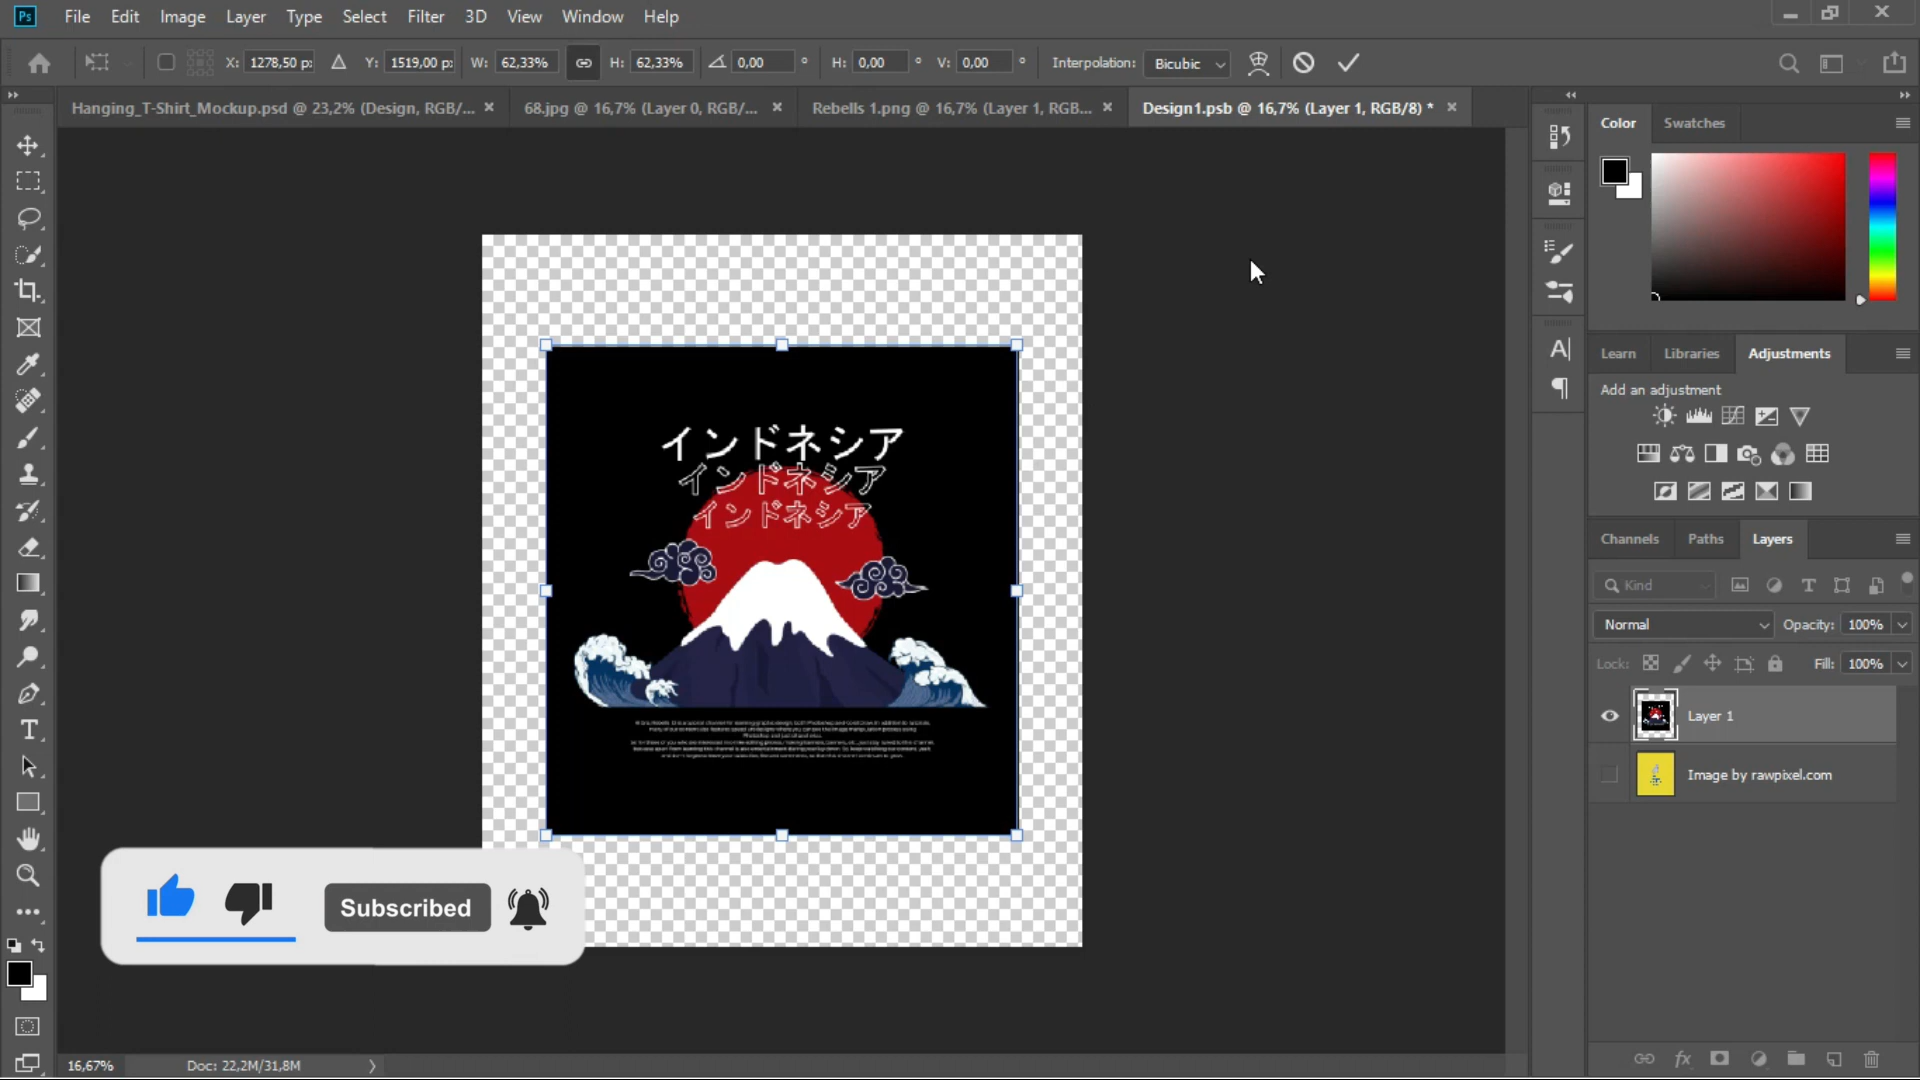 Ps File Edit Image Layer Type Select Filter 3D View Window Help
X: 1278,50 p: Y: 1519,00 p: W: 62,33% H: 62,33% 0,00 ° H: 0,00 ° V: 0,00 ° Interpolation: Bicubic
Hanging_T-Shirt_Mockup.psd @ 23,2% (Design, RGB/... × 68.jpg @ 16,7% (Layer 0, RGB/... × Rebells 1.png @ 16,7% (Layer 1, RGB... × Design1.psb @ 16,7% (Layer 1, RGB/8) * ×
Color Swatches
Learn Libraries Adjustments
Add an adjustment
インドネシア
インドネシア
インドネシア
Channels Paths Layers
Kind
Normal Opacity: 100%
Lock: Fill: 100%
Layer 1
Image by rawpixel.com
Subscribed
16,67% Doc: 22,2M/31,8M